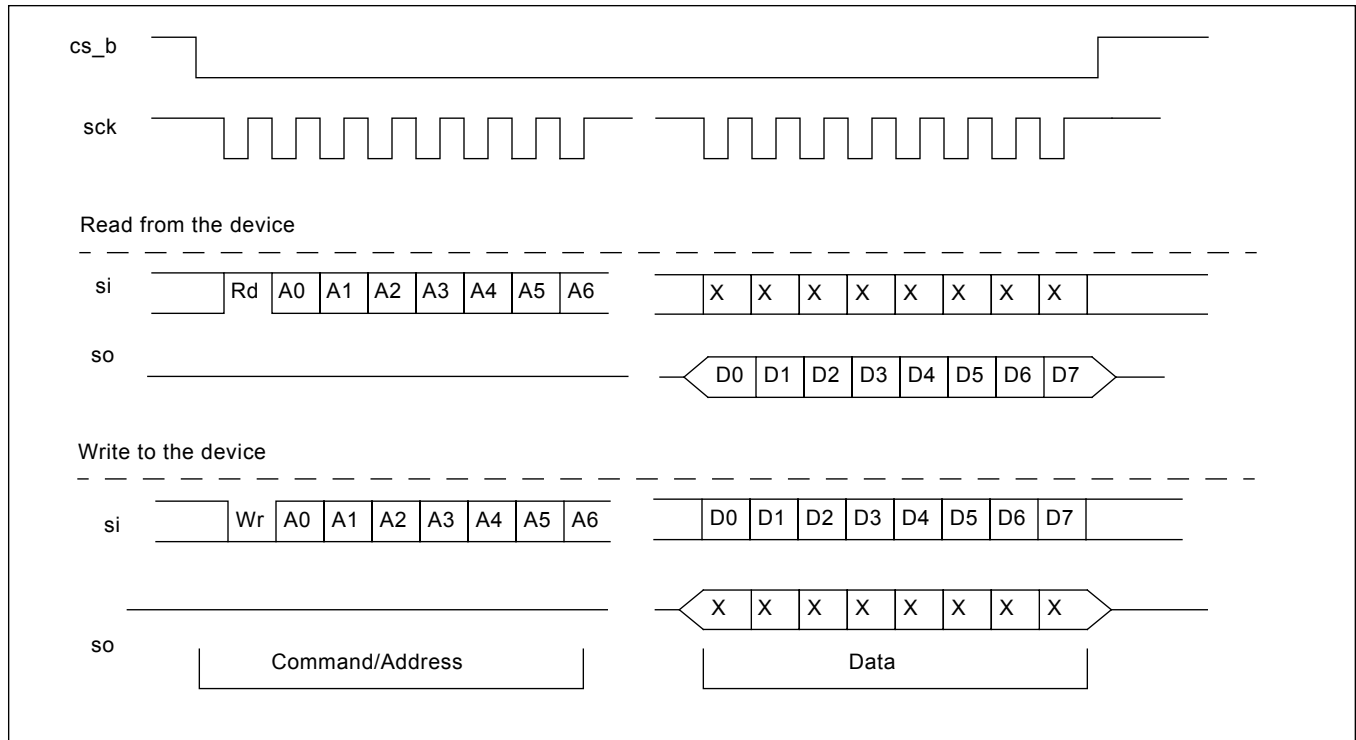 cs_b
sck
Read from the device
si Rd A0 A1 A2 A3 A4 A5 A6 X X X X X X X X
so D0 D1 D2 D3 D4 D5 D6 D7
Write to the device
si Wr A0 A1 A2 A3 A4 A5 A6 D0 D1 D2 D3 D4 D5 D6 D7
so X X X X X X X X
Command/Address Data